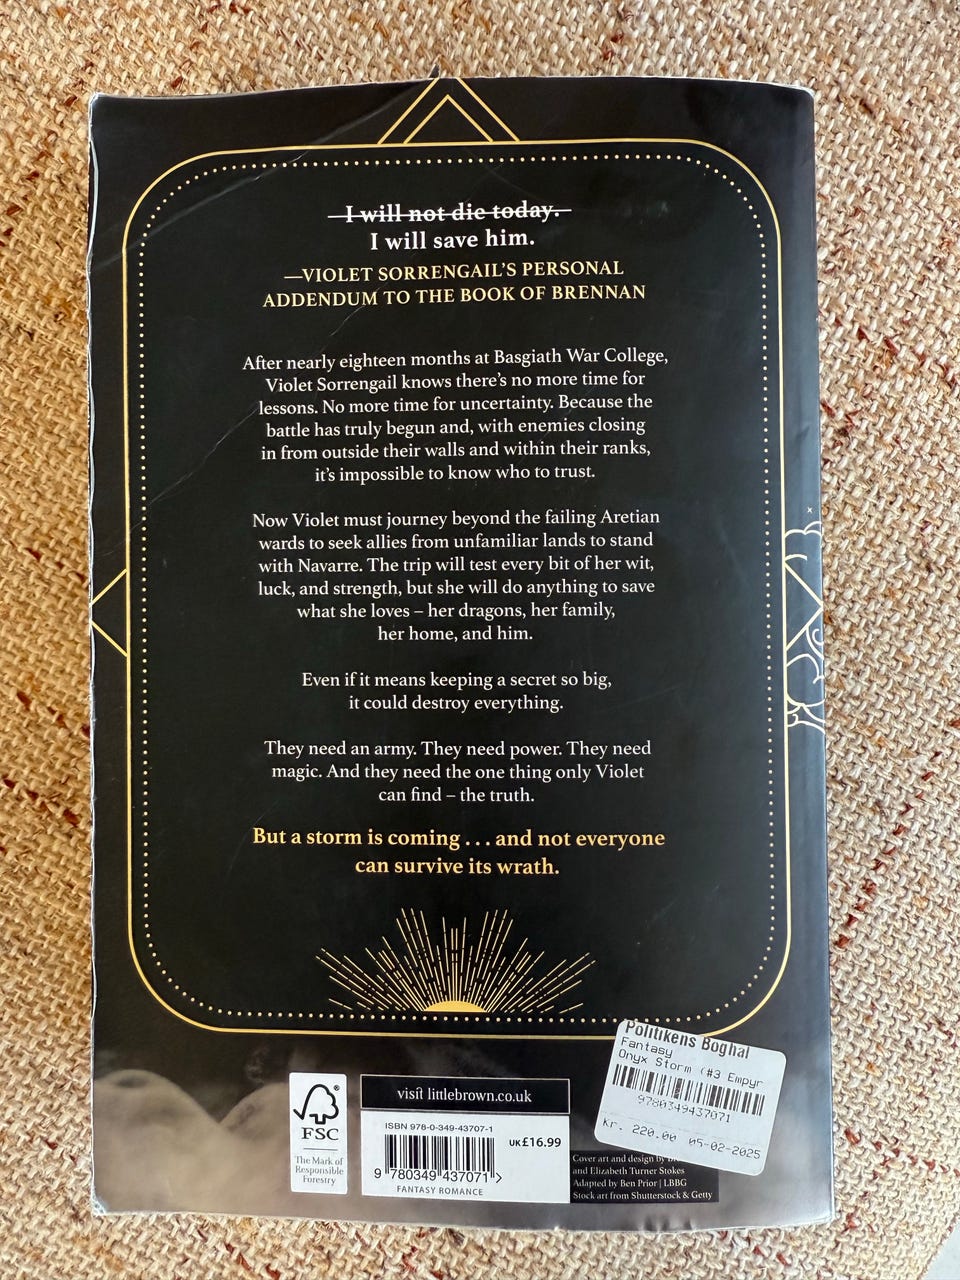 I will not die today.
I will save him.
—VIOLET SORRENGAIL’S PERSONAL
ADDENDUM TO THE BOOK OF BRENNAN
After nearly eighteen months at Basgiath War College,
Violet Sorrengail knows there’s no more time for
lessons. No more time for uncertainty. Because the
battle has truly begun and, with enemies closing
in from outside their walls and within their ranks,
it’s impossible to know who to trust.
Now Violet must journey beyond the failing Aretian
wards to seek allies from unfamiliar lands to stand
with Navarre. The trip will test every bit of her wit,
luck, and strength, but she will do anything to save
what she loves – her dragons, her family,
her home, and him.
Even if it means keeping a secret so big,
it could destroy everything.
They need an army. They need power. They need
magic. And they need the one thing only Violet
can find – the truth.
But a storm is coming . . . and not everyone
can survive its wrath.
Politikens Boghal
Fantasy
Onyx Storm (#3 Empyr
9780349437071
Kr. 220.00 05-02-2025
FSC
The Mark of
Responsible
Forestry
visit littlebrown.co.uk
ISBN 978-0-349-43707-1
UK £16.99
9 780349 437071 >
FANTASY ROMANCE
Cover art and design by
and Elizabeth Turner Stokes
Adapted by Ben Prior | LBBG
Stock art from Shutterstock & Getty